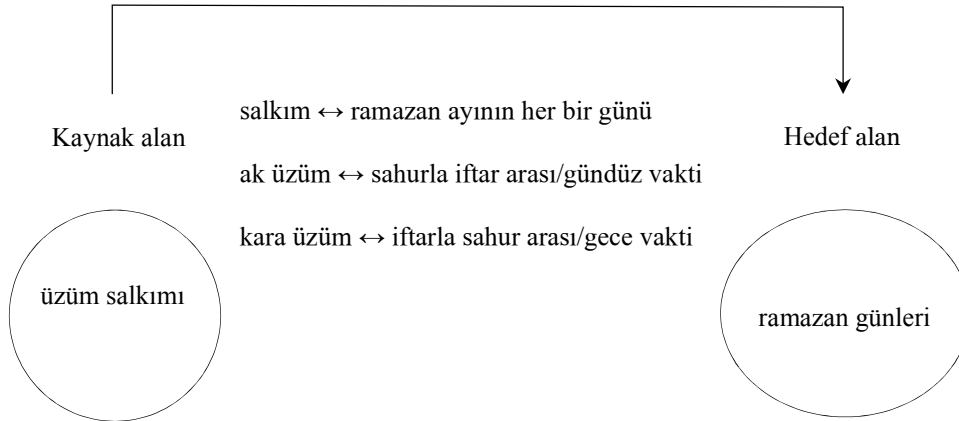 salkım ↔ ramazan ayının her bir günü
Kaynak alan
Hedef alan
ak üzüm ↔ sahurla iftar arası/gündüz vakti
kara üzüm ↔ iftarla sahur arası/gece vakti
üzüm salkımı
ramazan günleri